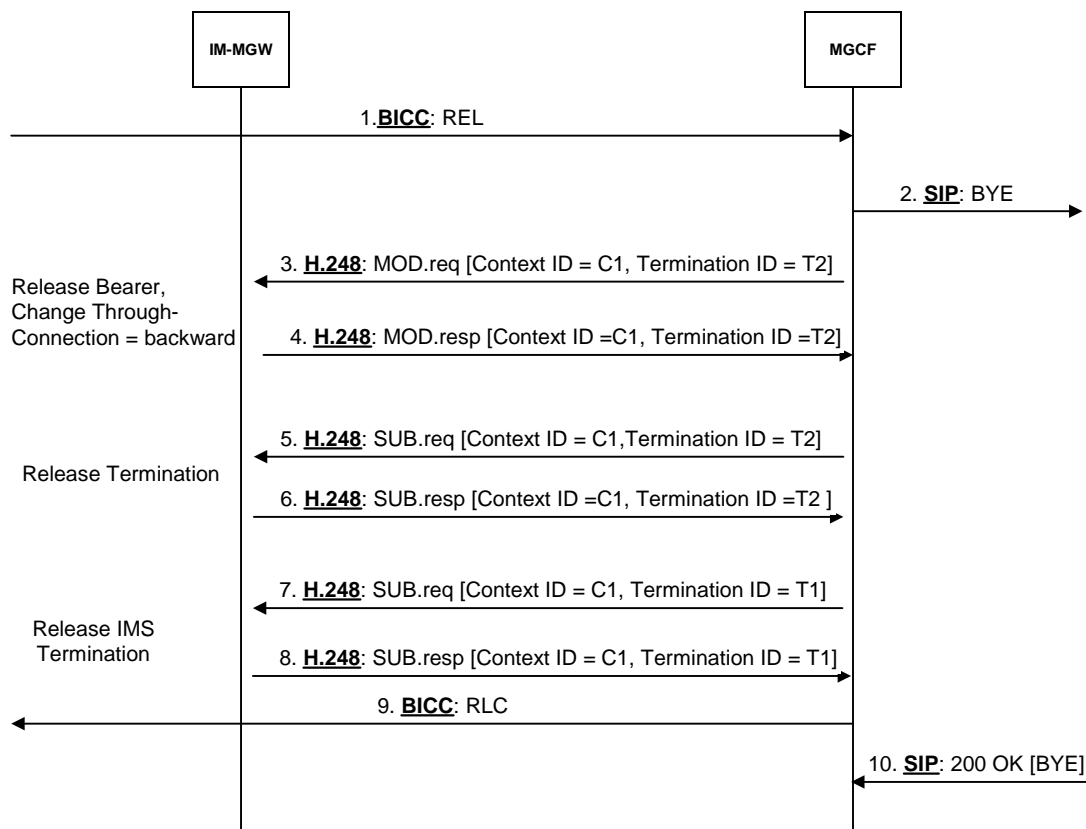 IM-MGW
MGCF
1.BICC: REL
2. SIP: BYE
3. H.248: MOD.req [Context ID = C1, Termination ID = T2]
Release Bearer,
Change Through-
Connection = backward
4. H.248: MOD.resp [Context ID =C1, Termination ID =T2]
5. H.248: SUB.req [Context ID = C1,Termination ID = T2]
Release Termination
6. H.248: SUB.resp [Context ID =C1, Termination ID =T2 ]
7. H.248: SUB.req [Context ID = C1, Termination ID = T1]
Release IMS
Termination
8. H.248: SUB.resp [Context ID = C1, Termination ID = T1]
9. BICC: RLC
10. SIP: 200 OK [BYE]